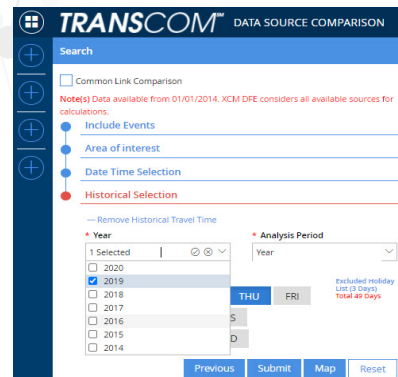 TRANSCOM℠ DATA SOURCE COMPARISON
Search
Common Link Comparison
Note(s) Data available from 01/01/2014. XCM DFE considers all available sources for
calculations.
Include Events
Area of interest
Date Time Selection
Historical Selection
— Remove Historical Travel Time
* Year * Analysis Period
1 Selected Year
2020
2019
2018
2017
2016
2015
2014
THU FRI
S
D
Excluded Holiday
List (3 Days)
Total 49 Days
Previous Submit Map Reset